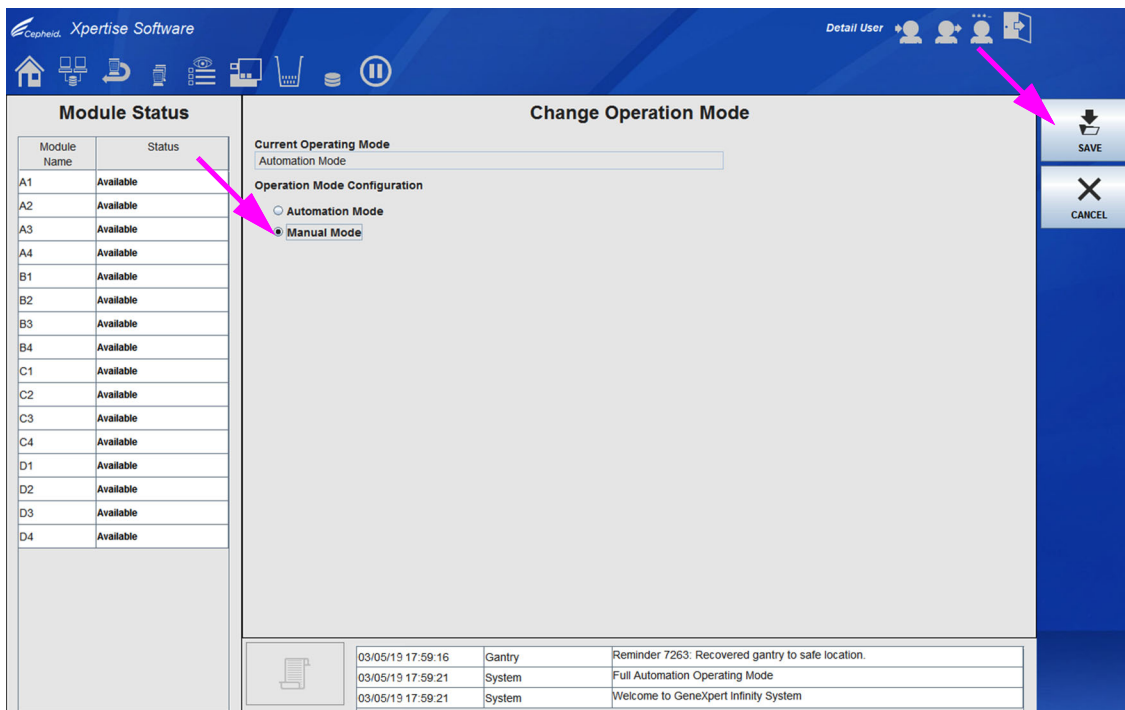 Cepheid. Xpertise Software
Detail User
Module Status
Module Name Status
A1 Available
A2 Available
A3 Available
A4 Available
B1 Available
B2 Available
B3 Available
B4 Available
C1 Available
C2 Available
C3 Available
C4 Available
D1 Available
D2 Available
D3 Available
D4 Available
Change Operation Mode
Current Operating Mode
Automation Mode
Operation Mode Configuration
Automation Mode
Manual Mode
03/05/19 17:59:16 Gantry Reminder 7263: Recovered gantry to safe location.
03/05/19 17:59:21 System Full Automation Operating Mode
03/05/19 17:59:21 System Welcome to GeneXpert Infinity System
SAVE
CANCEL